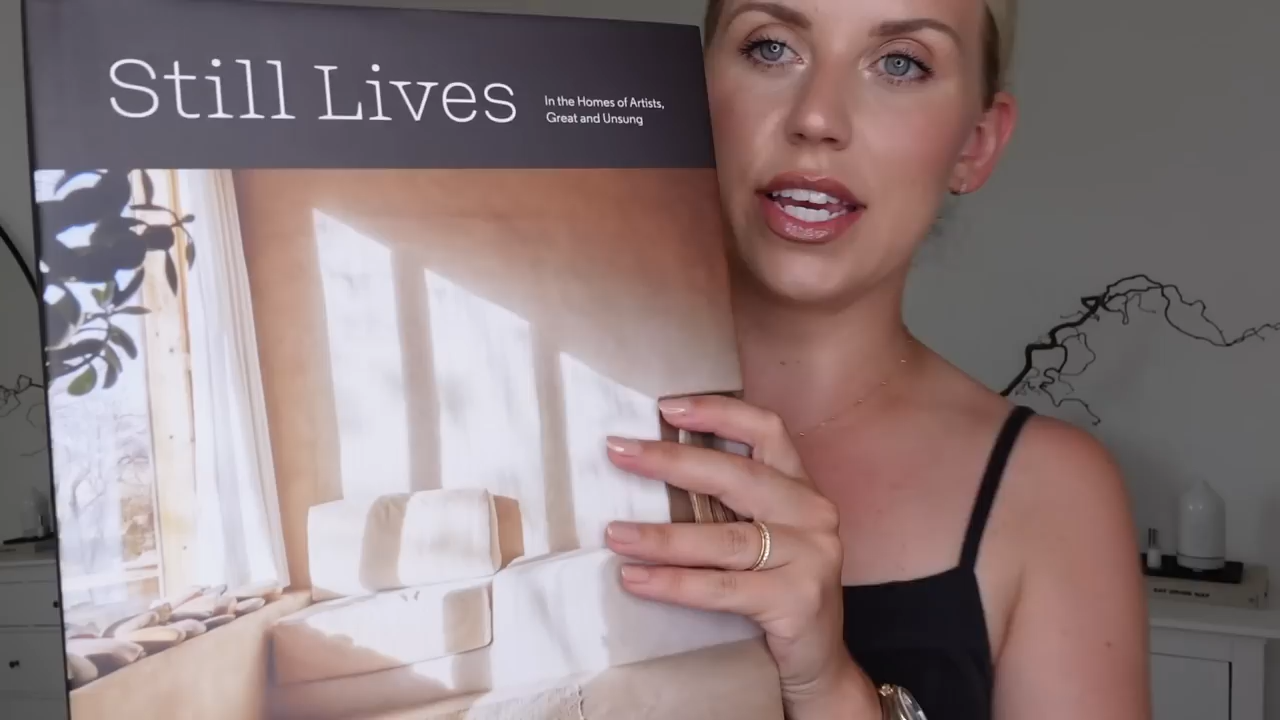 Still Lives
In the Homes of Artists,
Great and Unsung